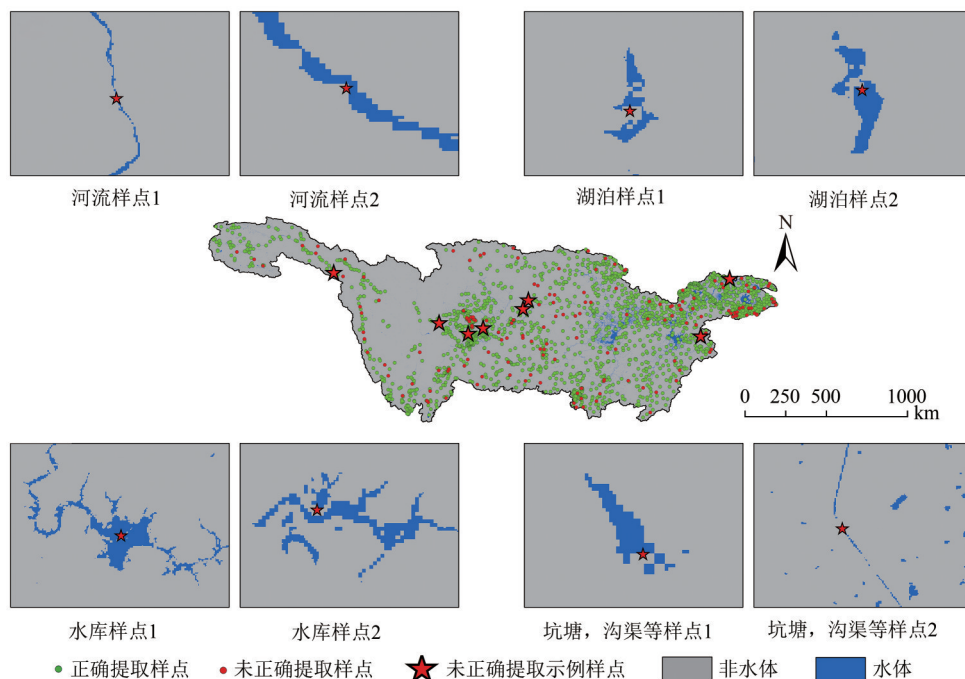 河流样点1
河流样点2
湖泊样点1
湖泊样点2
N
0 250 500 1000
km
水库样点1
水库样点2
坑塘，沟渠等样点1
坑塘，沟渠等样点2
正确提取样点
未正确提取样点
未正确提取示例样点
非水体
水体